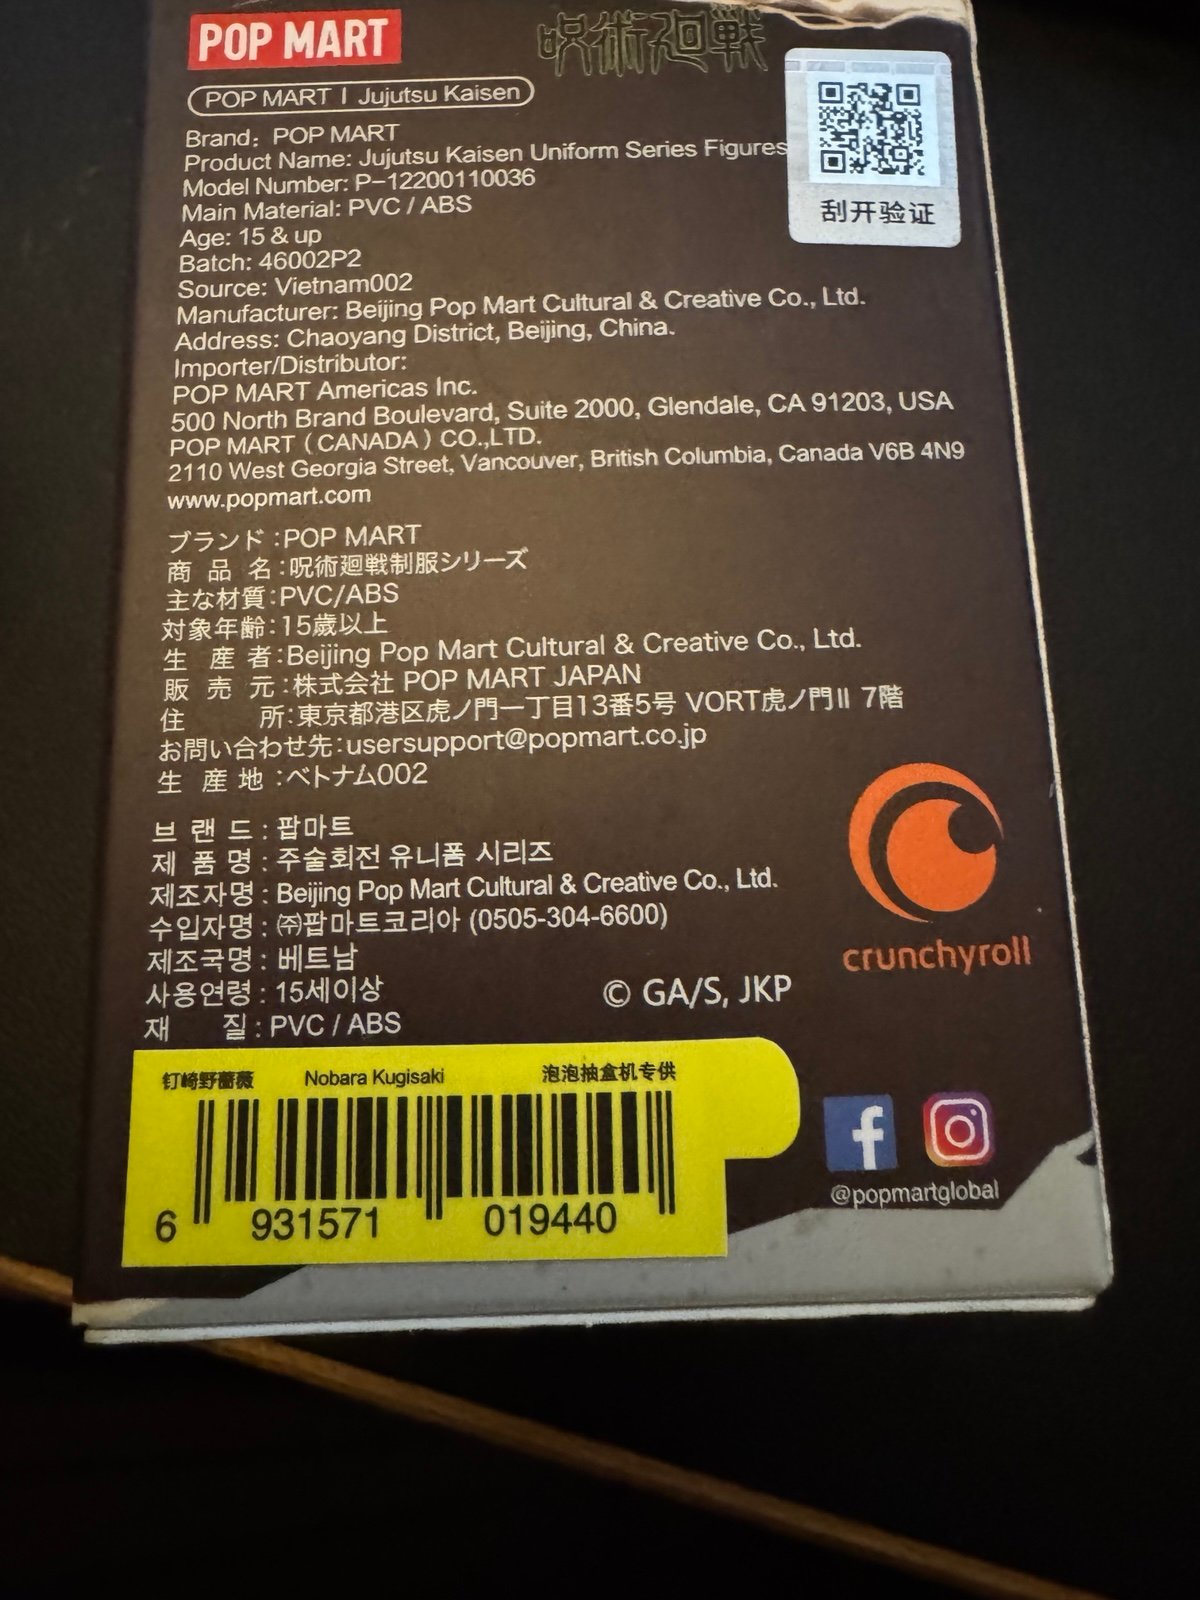 POP MART
呪術廻戦
POP MART | Jujutsu Kaisen
Brand: POP MART
Product Name: Jujutsu Kaisen Uniform Series Figures
Model Number: P-12200110036
Main Material: PVC / ABS
Age: 15 & up
Batch: 46002P2
Source: Vietnam002
Manufacturer: Beijing Pop Mart Cultural & Creative Co., Ltd.
Address: Chaoyang District, Beijing, China.
Importer/Distributor:
POP MART Americas Inc.
500 North Brand Boulevard, Suite 2000, Glendale, CA 91203, USA
POP MART (CANADA) CO.,LTD.
2110 West Georgia Street, Vancouver, British Columbia, Canada V6B 4N9
www.popmart.com
刮开验证
ブランド:POP MART
商品名:呪術廻戦制服シリーズ
主な材質:PVC/ABS
対象年齢:15歳以上
生産者:Beijing Pop Mart Cultural & Creative Co., Ltd.
販売元:株式会社 POP MART JAPAN
住所:東京都港区虎ノ門一丁目13番5号 VORT虎ノ門II 7階
お問い合わせ先:usersupport@popmart.co.jp
生産地:ベトナム002
브랜드 : 팝마트
제품명 : 주술회전 유니폼 시리즈
제조자명 : Beijing Pop Mart Cultural & Creative Co., Ltd.
수입자명 : ㈜팝마트코리아 (0505-304-6600)
제조국명 : 베트남
사용연령 : 15세이상
재질 : PVC / ABS
crunchyroll
© GA/S, JKP
钉崎野蔷薇 Nobara Kugisaki 泡泡抽盒机专供
6 931571 019440
@popmartglobal